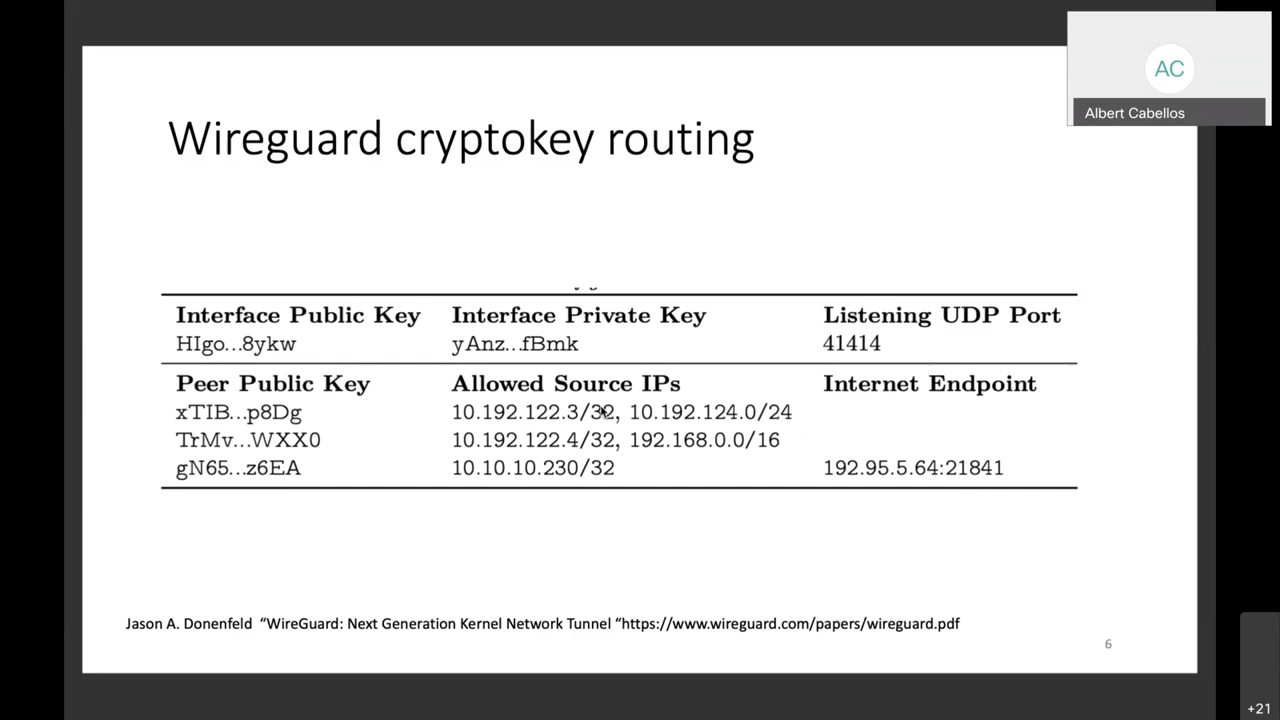 AC
Albert Cabellos
Wireguard cryptokey routing
Interface Public Key Interface Private Key Listening UDP Port
HIgo...8ykw yAnz...fBmk 41414
Peer Public Key Allowed Source IPs Internet Endpoint
xTIB...p8Dg 10.192.122.3/32, 10.192.124.0/24
TrMv...WXX0 10.192.122.4/32, 192.168.0.0/16
gN65...z6EA 10.10.10.230/32 192.95.5.64:21841
Jason A. Donenfeld “WireGuard: Next Generation Kernel Network Tunnel “https://www.wireguard.com/papers/wireguard.pdf
6
+21